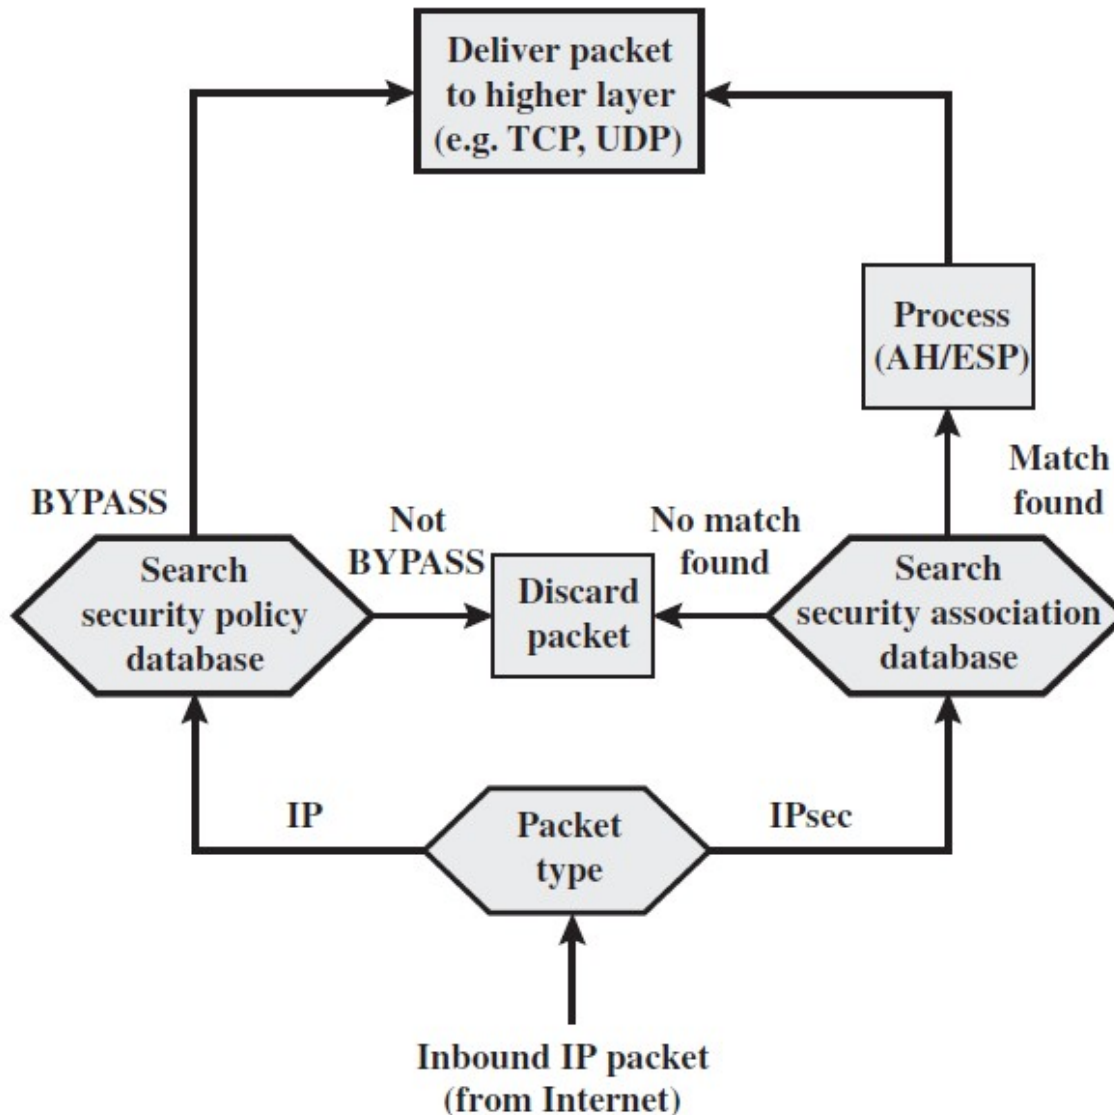 Deliver packet
to higher layer
(e.g. TCP, UDP)
Process
(AH/ESP)
Match
found
BYPASS
Not
BYPASS
No match
found
Search
security policy
database
Discard
packet
Search
security association
database
IP
Packet
type
IPsec
Inbound IP packet
(from Internet)